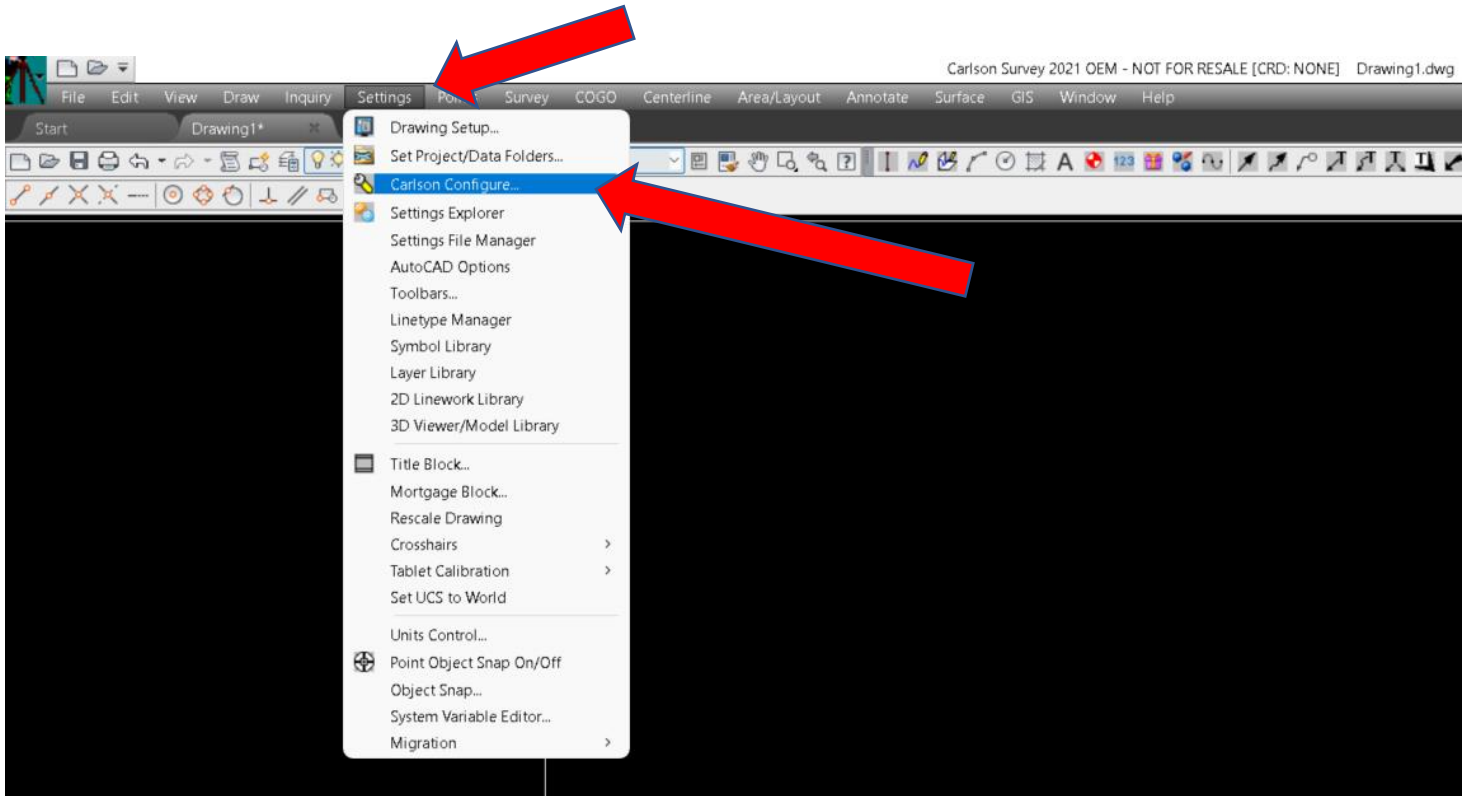 Carlson Survey 2021 OEM - NOT FOR RESALE [CRD: NONE] Drawing1.dwg
File Edit View Draw Inquiry Settings Survey COGO Centerline Area/Layout Annotate Surface GIS Window Help
Start Drawing1*
Drawing Setup...
Set Project/Data Folders...
Carlson Configure...
Settings Explorer
Settings File Manager
AutoCAD Options
Toolbars...
Linetype Manager
Symbol Library
Layer Library
2D Linework Library
3D Viewer/Model Library
Title Block...
Mortgage Block...
Rescale Drawing
Crosshairs
Tablet Calibration
Set UCS to World
Units Control...
Point Object Snap On/Off
Object Snap...
System Variable Editor...
Migration